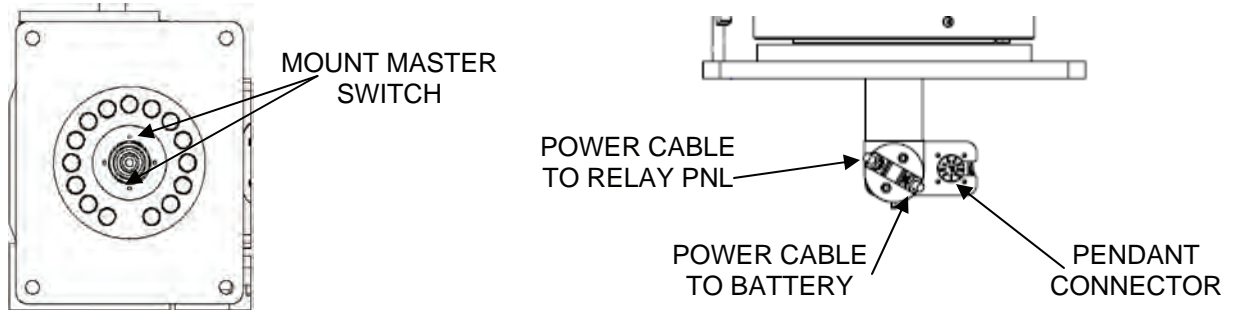 MOUNT MASTER
SWITCH
POWER CABLE
TO RELAY PNL
POWER CABLE
TO BATTERY
PENDANT
CONNECTOR